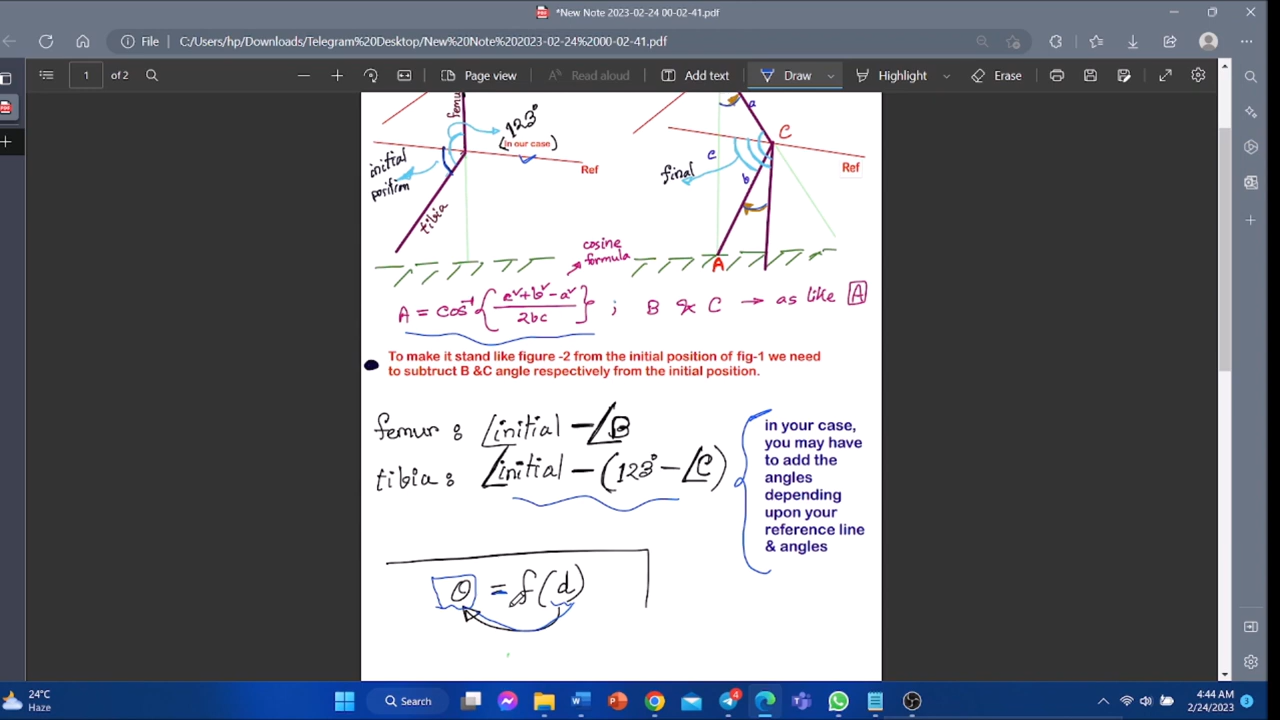 *New Note 2023-02-24 00-02-41.pdf
File C:/Users/hp/Downloads/Telegram%20Desktop/New%20Note%202023-02-24%2000-02-41.pdf
1 of 2
Page view
Read aloud
Add text
Draw
Highlight
Erase
femur
123°
(in our case)
initial
position
Ref
tibia
a
C
c
b
final
Ref
A
cosine
formula
A = cos⁻¹ { c²+b²-a² / 2bc } ; B & C → as like A
To make it stand like figure -2 from the initial position of fig-1 we need
to subtruct B &C angle respectively from the initial position.
femur : ∠initial - ∠B
tibia : ∠initial - (123° - ∠C)
in your case,
you may have
to add the
angles
depending
upon your
reference line
& angles
θ = f(d)
24°C
Haze
Search
4
4:44 AM
2/24/2023
3